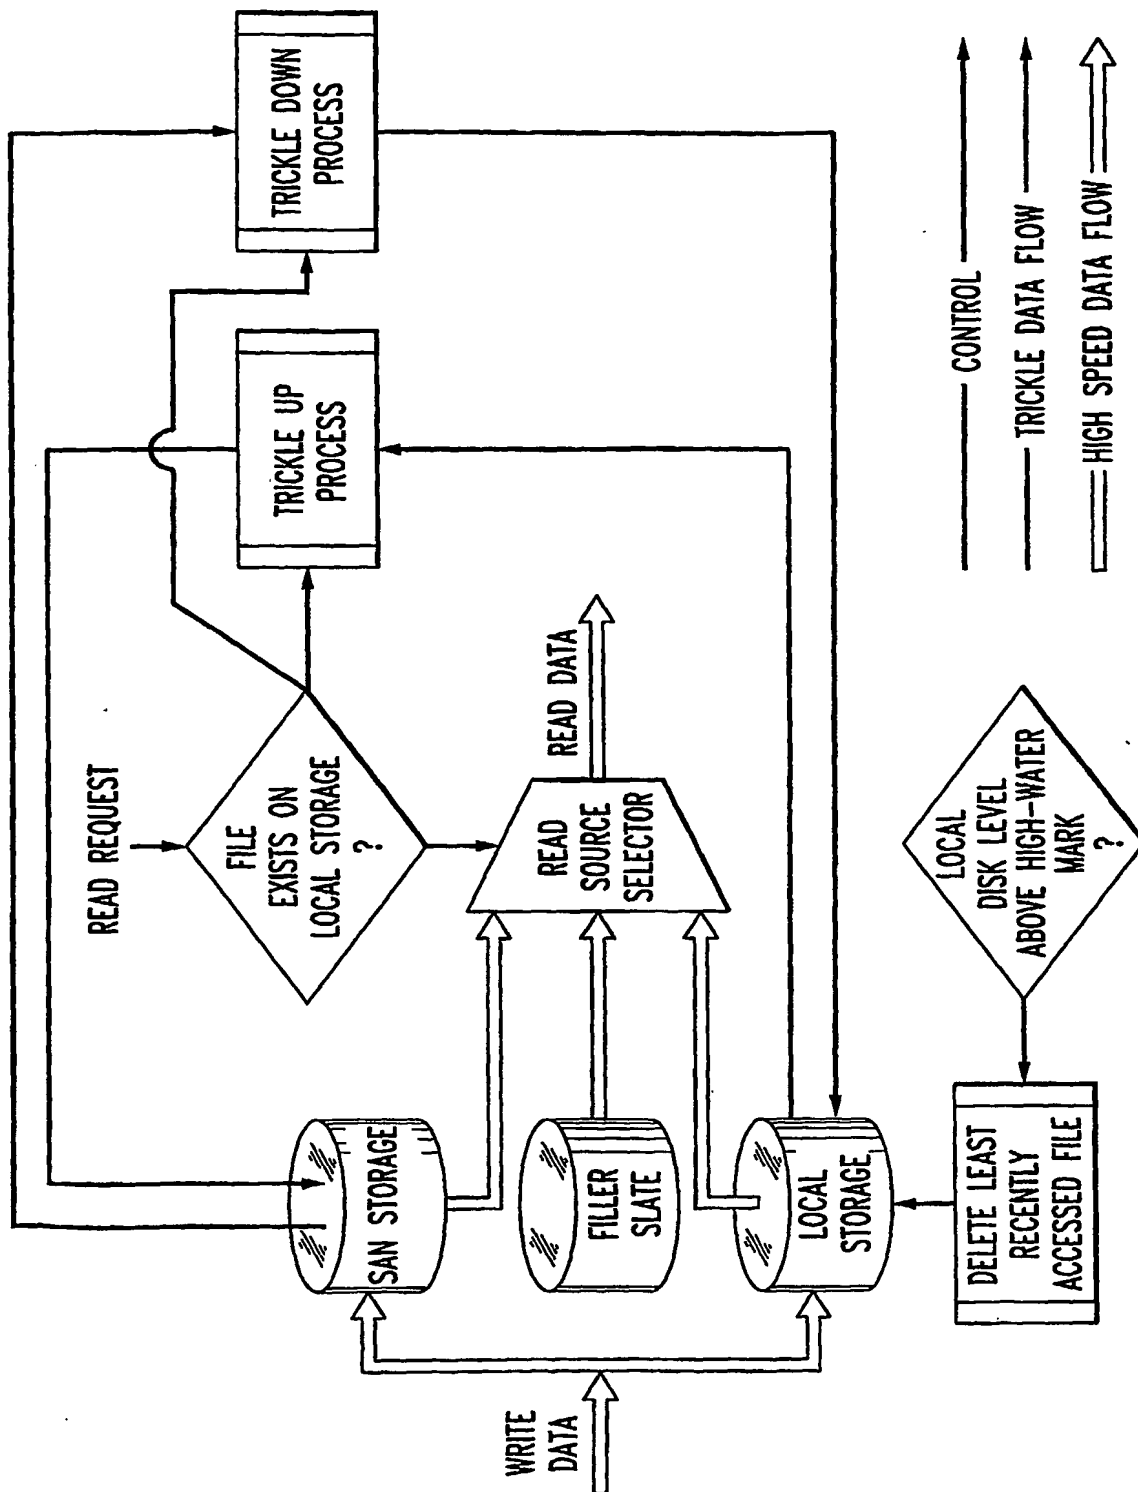 READ REQUEST
FILE
EXISTS ON
LOCAL STORAGE
?
TRICKLE UP
PROCESS
TRICKLE DOWN
PROCESS
WRITE
DATA
SAN STORAGE
FILLER
SLATE
LOCAL
STORAGE
READ
SOURCE
SELECTOR
READ DATA
DELETE LEAST
RECENTLY
ACCESSED FILE
LOCAL
DISK LEVEL
ABOVE HIGH-WATER
MARK
?
CONTROL
TRICKLE DATA FLOW
HIGH SPEED DATA FLOW